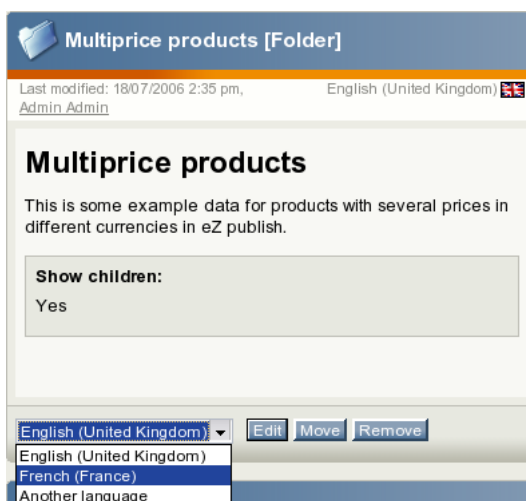 Multiprice products [Folder]
Last modified: 18/07/2006 2:35 pm, English (United Kingdom)
Admin Admin
Multiprice products
This is some example data for products with several prices in
different currencies in eZ publish.
Show children:
Yes
English (United Kingdom) Edit Move Remove
English (United Kingdom)
French (France)
Another language